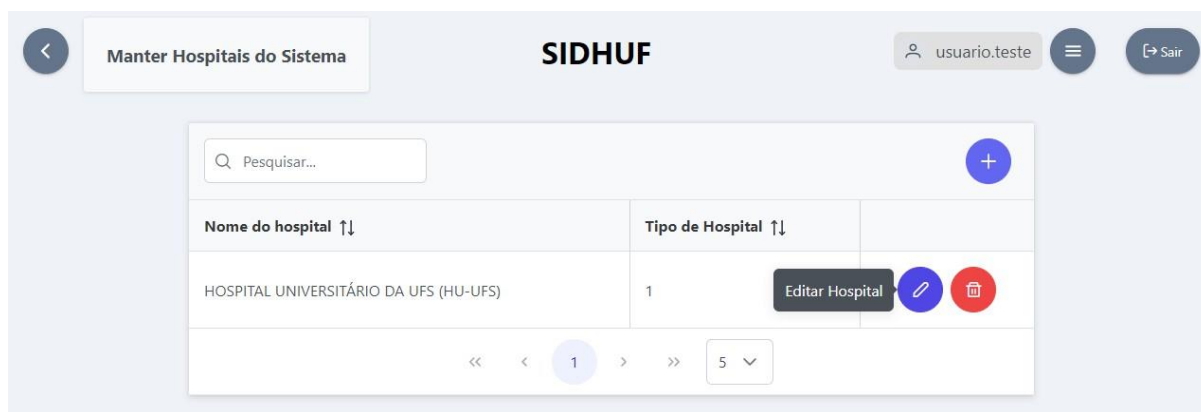 Manter Hospitais do Sistema
SIDHUF
usuario.teste
Sair
Pesquisar...
Nome do hospital
Tipo de Hospital
HOSPITAL UNIVERSITÁRIO DA UFS (HU-UFS)
1
Editar Hospital
1
5